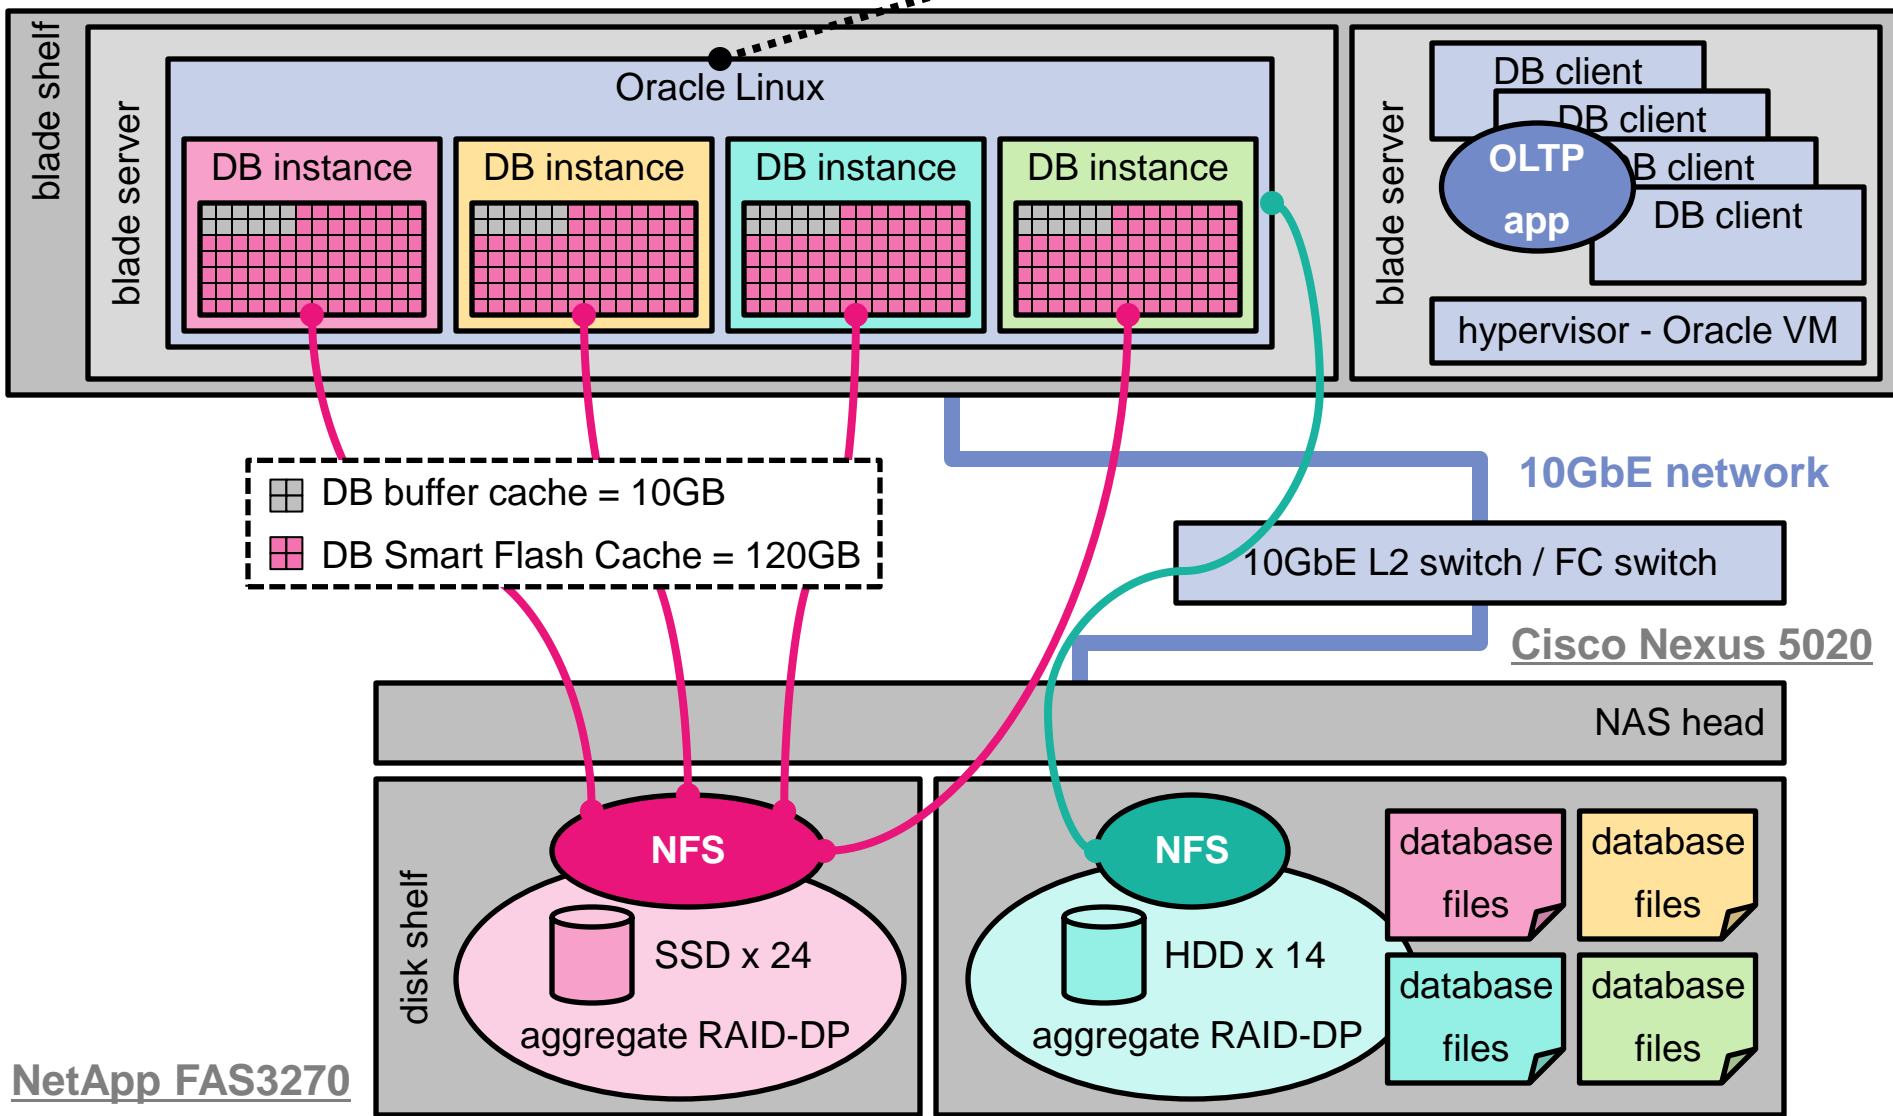 blade shelf
blade server
Oracle Linux
DB instance
DB instance
DB instance
DB instance
blade server
DB client
DB client
B client
DB client
OLTP
app
hypervisor - Oracle VM
DB buffer cache = 10GB
DB Smart Flash Cache = 120GB
10GbE network
10GbE L2 switch / FC switch
Cisco Nexus 5020
NAS head
disk shelf
NFS
SSD x 24
aggregate RAID-DP
NFS
HDD x 14
aggregate RAID-DP
database
files
database
files
database
files
database
files
NetApp FAS3270